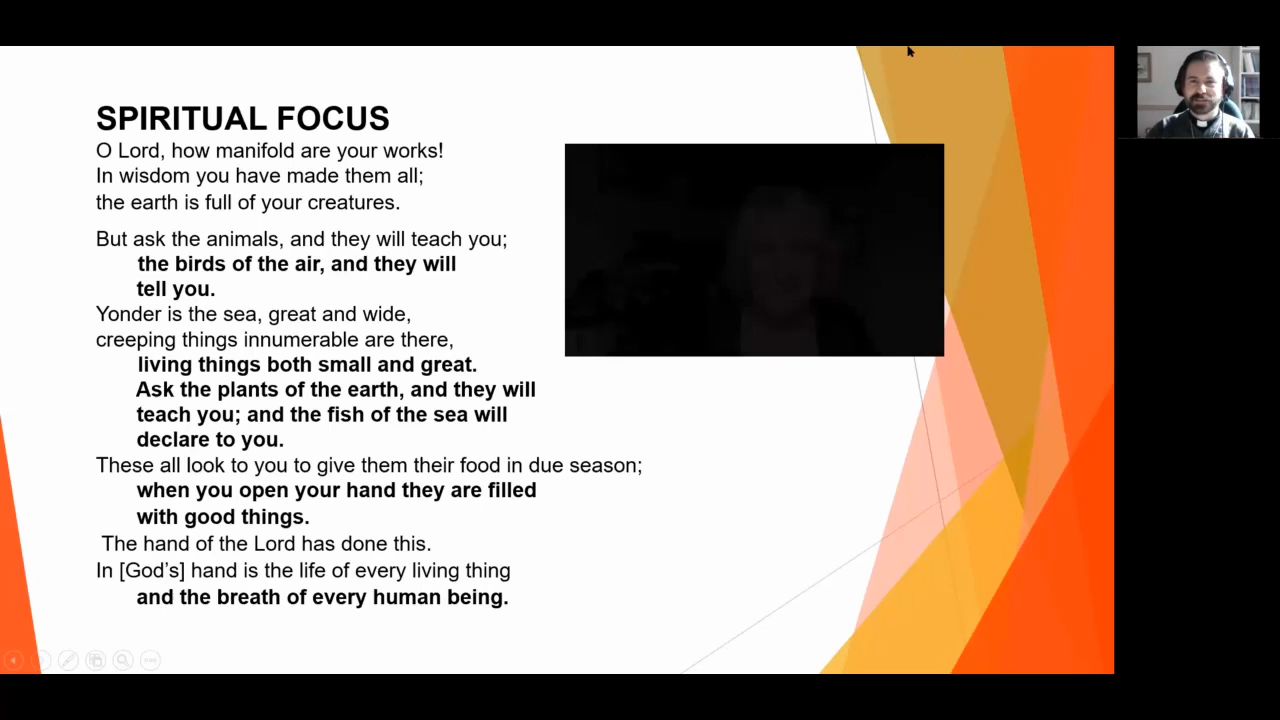 SPIRITUAL FOCUS
O Lord, how manifold are your works!
In wisdom you have made them all;
the earth is full of your creatures.
But ask the animals, and they will teach you;
the birds of the air, and they will
tell you.
Yonder is the sea, great and wide,
creeping things innumerable are there,
living things both small and great.
Ask the plants of the earth, and they will
teach you; and the fish of the sea will
declare to you.
These all look to you to give them their food in due season;
when you open your hand they are filled
with good things.
The hand of the Lord has done this.
In [God’s] hand is the life of every living thing
and the breath of every human being.